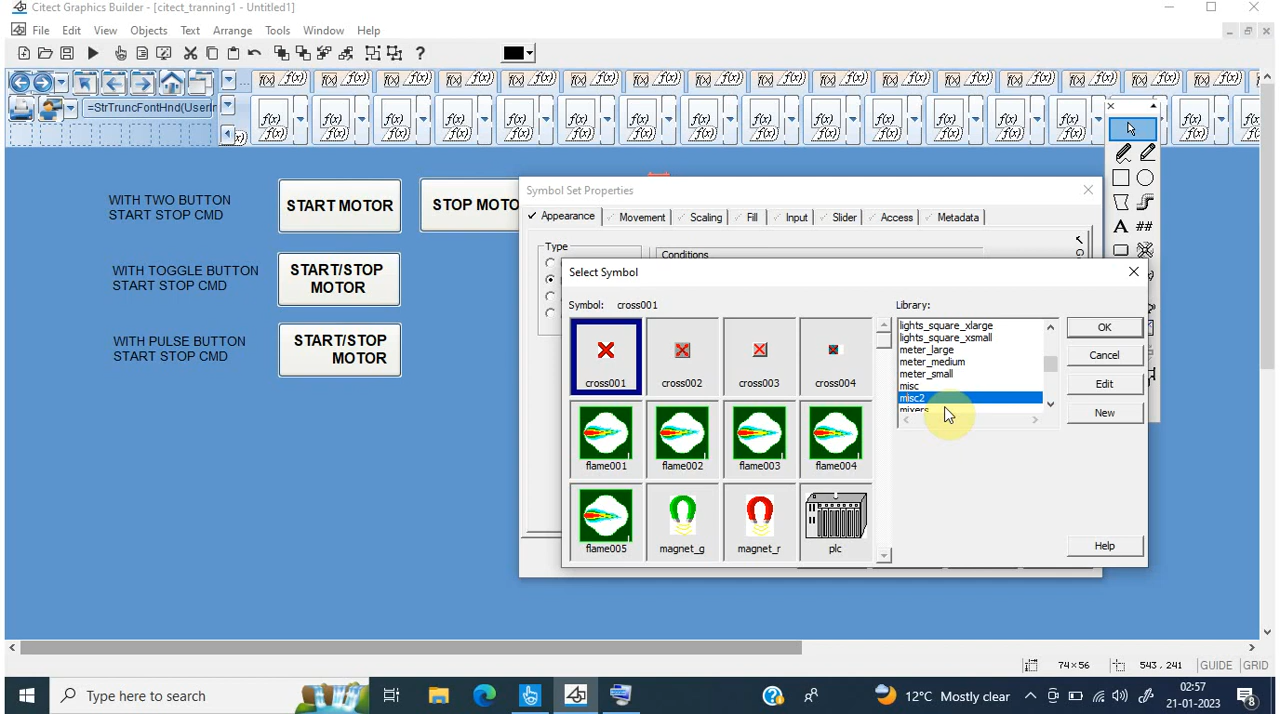 Citect Graphics Builder - [citect_tranning1 - Untitled1]
File Edit View Objects Text Arrange Tools Window Help
=StrTruncFontHnd(UserIn
WITH TWO BUTTON
START STOP CMD
START MOTOR
STOP MOTO
WITH TOGGLE BUTTON
START STOP CMD
START/STOP
MOTOR
WITH PULSE BUTTON
START STOP CMD
START/STOP
MOTOR
Symbol Set Properties
Appearance Movement Scaling Fill Input Slider Access Metadata
Type
Conditions
Select Symbol
Symbol: cross001
Library:
cross001 cross002 cross003 cross004
flame001 flame002 flame003 flame004
flame005 magnet_g magnet_r plc
lights_square_xlarge
lights_square_xsmall
meter_large
meter_medium
meter_small
misc
misc2
mixers
OK
Cancel
Edit
New
Help
74×56 543, 241 GUIDE GRID
Type here to search
12°C Mostly clear
02:57
21-01-2023
8